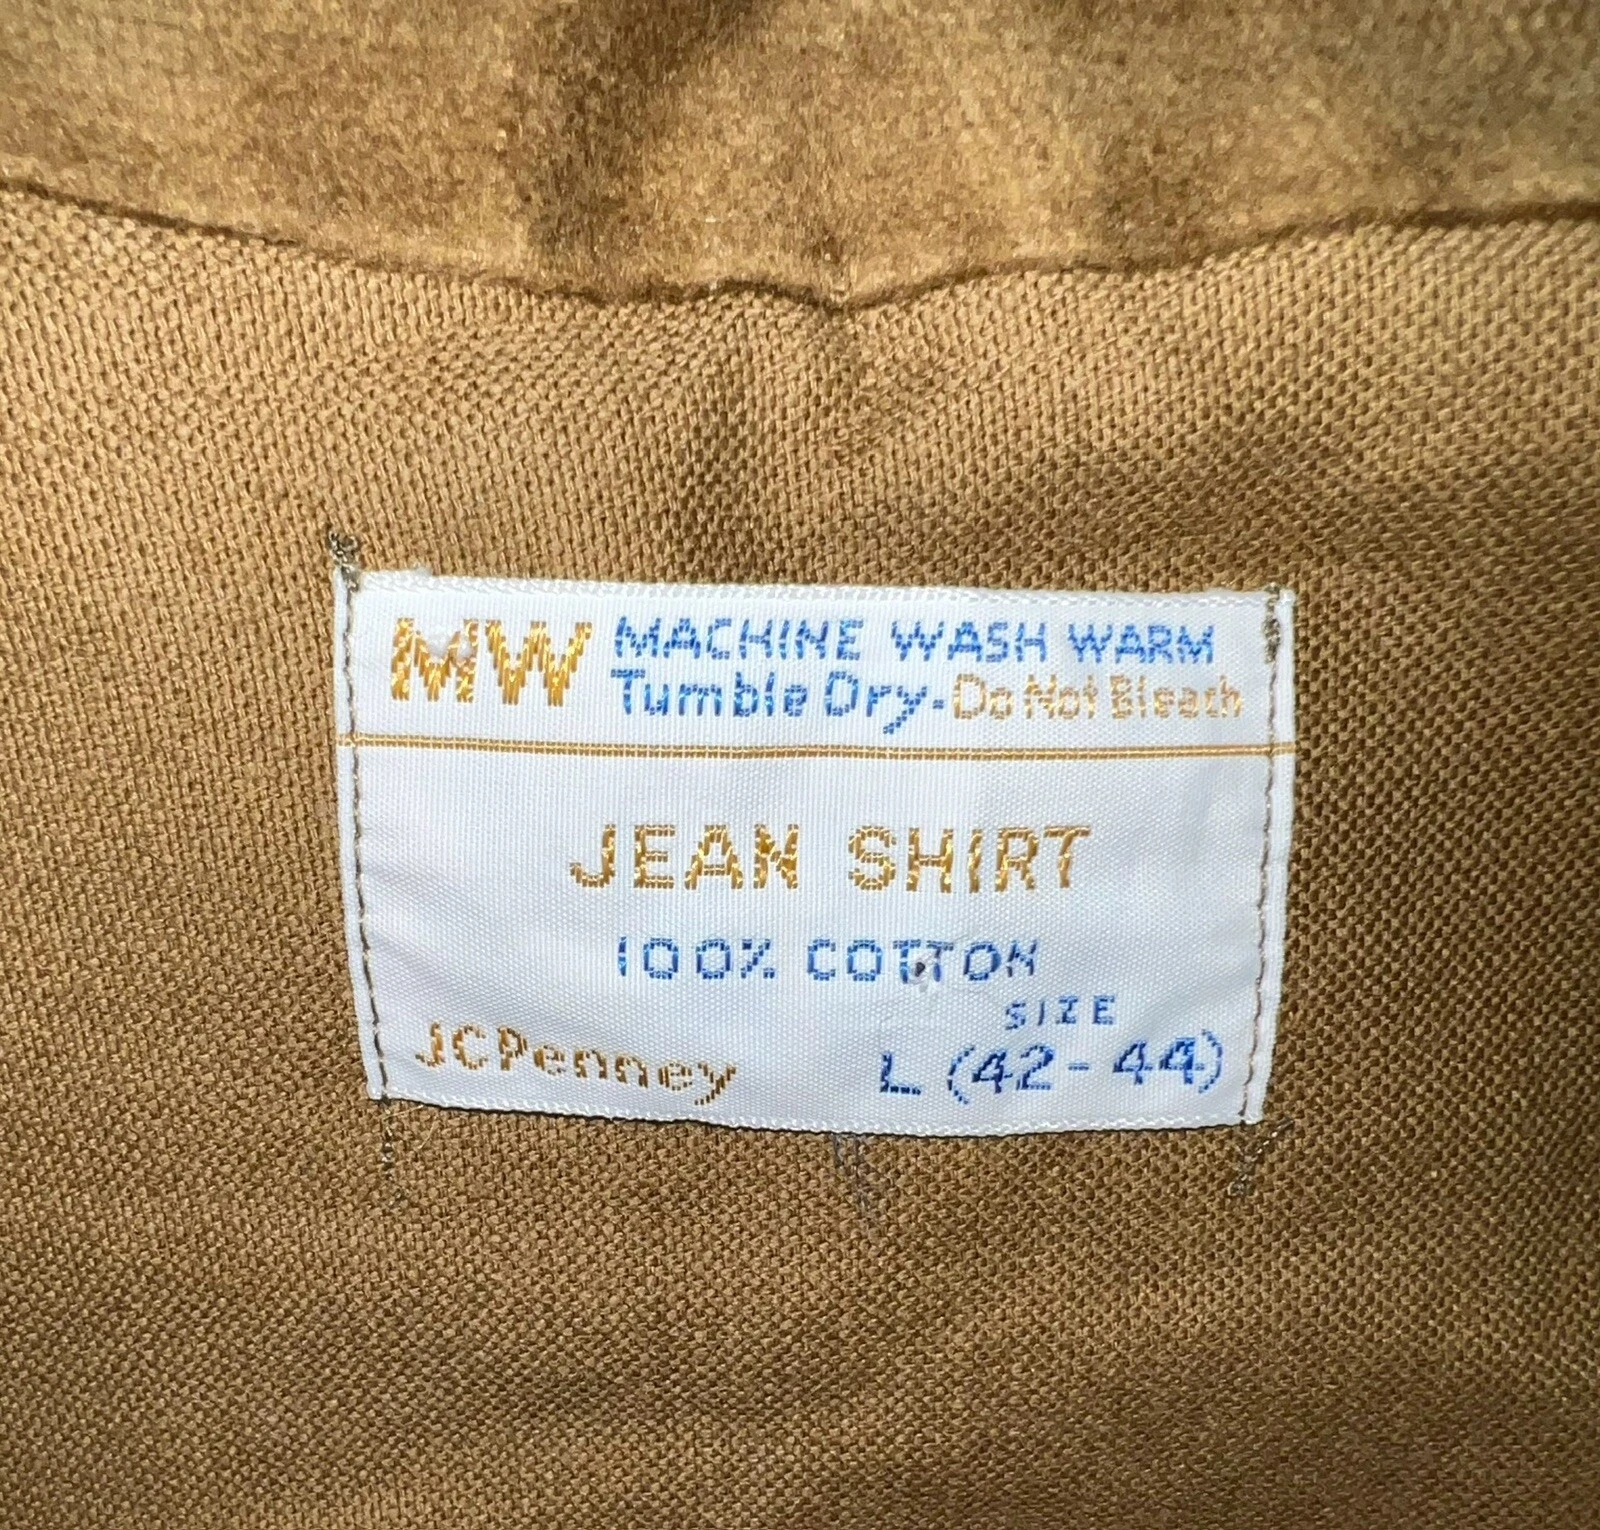 MW MACHINE WASH WARM
Tumble Dry-Do Not Bleach
JEAN SHIRT
100% COTTON
SIZE
JCPenney L (42-44)